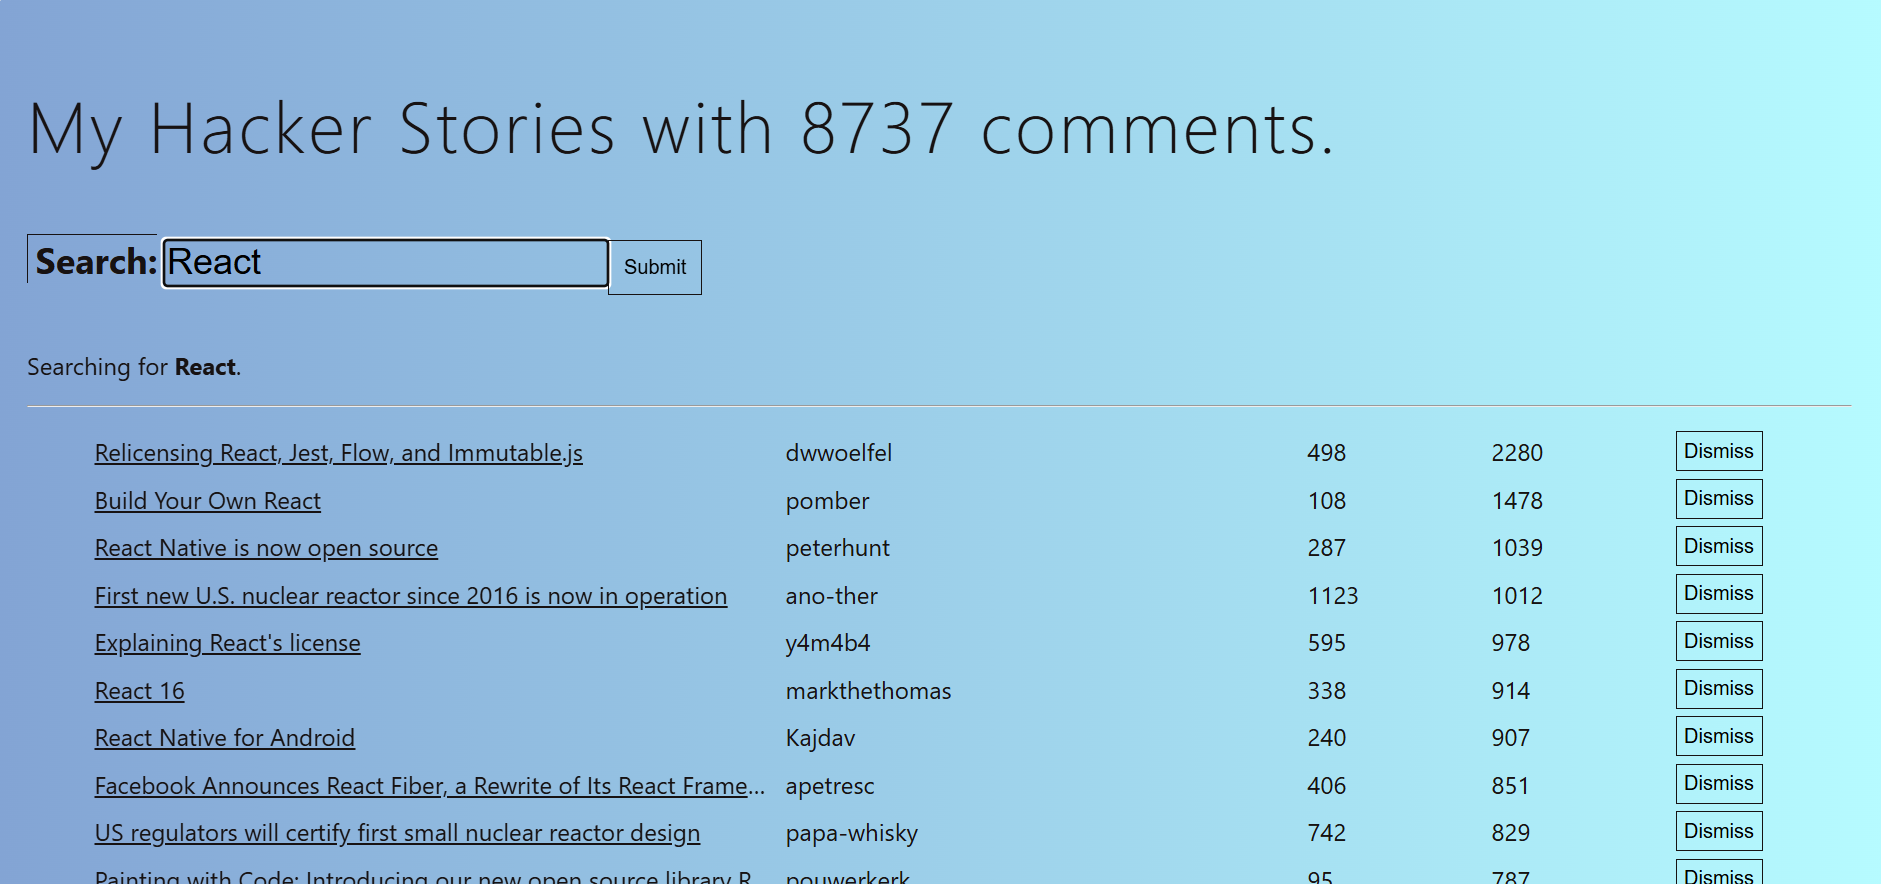 My Hacker Stories with 8737 comments.
Search: React Submit
Searching for React.
Relicensing React, Jest, Flow, and Immutable.js dwwoelfel 498 2280 Dismiss
Build Your Own React pomber 108 1478 Dismiss
React Native is now open source peterhunt 287 1039 Dismiss
First new U.S. nuclear reactor since 2016 is now in operation ano-ther 1123 1012 Dismiss
Explaining React's license y4m4b4 595 978 Dismiss
React 16 markthethomas 338 914 Dismiss
React Native for Android Kajdav 240 907 Dismiss
Facebook Announces React Fiber, a Rewrite of Its React Frame... apetresc 406 851 Dismiss
US regulators will certify first small nuclear reactor design papa-whisky 742 829 Dismiss
Painting with Code: Introducing our new open source library R... pouwerkerk 95 787 Dismiss